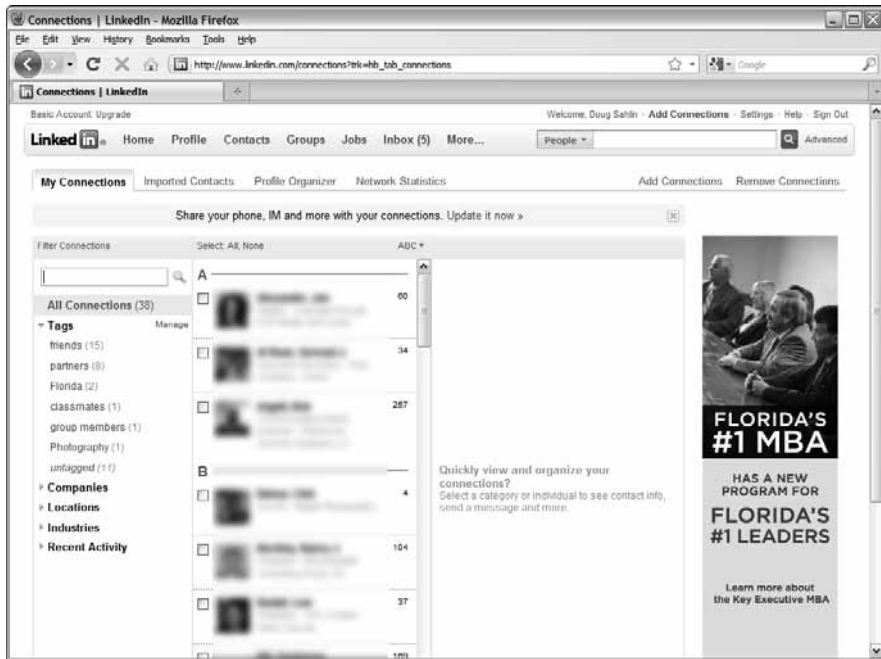 Connections | LinkedIn - Mozilla Firefox
File Edit View History Bookmarks Tools Help
http://www.linkedin.com/connections?trk=hb_tab_connections
Google
Connections | LinkedIn
Basic Account: Upgrade
Welcome, Doug Sahlin · Add Connections · Settings · Help · Sign Out
Linked in Home Profile Contacts Groups Jobs Inbox (5) More... People Advanced
My Connections Imported Contacts Profile Organizer Network Statistics Add Connections Remove Connections
Share your phone, IM and more with your connections. Update it now »
Filter Connections Select: All, None ABC
All Connections (38)
Tags Manage
friends (15)
partners (8)
Florida (2)
classmates (1)
group members (1)
Photography (1)
untagged (11)
Companies
Locations
Industries
Recent Activity
A
60
34
267
B
4
104
37
Quickly view and organize your
connections?
Select a category or individual to see contact info,
send a message and more.
FLORIDA'S
#1 MBA
HAS A NEW
PROGRAM FOR
FLORIDA'S
#1 LEADERS
Learn more about
the Key Executive MBA